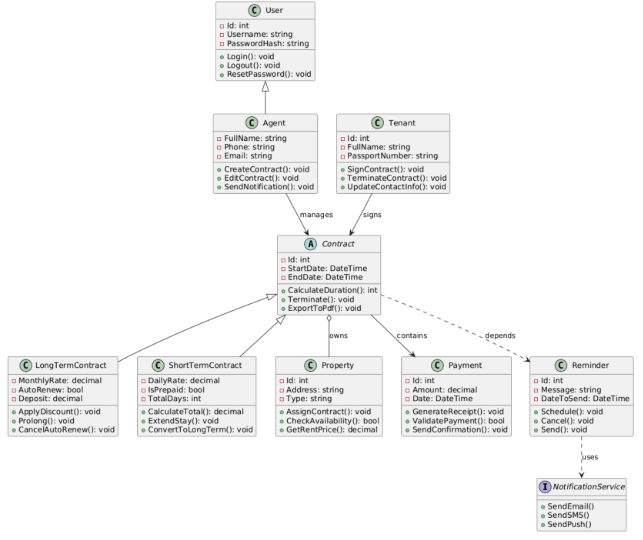 C User
Id: int
Username: string
PasswordHash: string
Login(): void
Logout(): void
ResetPassword(): void
C Agent
FullName: string
Phone: string
Email: string
CreateContract(): void
EditContract(): void
SendNotification(): void
C Tenant
Id: int
FullName: string
PassportNumber: string
SignContract(): void
TerminateContract(): void
UpdateContactInfo(): void
manages
signs
A Contract
Id: int
StartDate: DateTime
EndDate: DateTime
CalculateDuration(): int
Terminate(): void
ExportToPdf(): void
owns
contains
depends
C LongTermContract
MonthlyRate: decimal
AutoRenew: bool
Deposit: decimal
ApplyDiscount(): void
Prolong(): void
CancelAutoRenew(): void
C ShortTermContract
DailyRate: decimal
IsPrepaid: bool
TotalDays: int
CalculateTotal(): decimal
ExtendStay(): void
ConvertToLongTerm(): void
C Property
Id: int
Address: string
Type: string
AssignContract(): void
CheckAvailability(): bool
GetRentPrice(): decimal
C Payment
Id: int
Amount: decimal
Date: DateTime
GenerateReceipt(): void
ValidatePayment(): bool
SendConfirmation(): void
C Reminder
Id: int
Message: string
DateToSend: DateTime
Schedule(): void
Cancel(): void
Send(): void
uses
I NotificationService
SendEmail()
SendSMS()
SendPush()